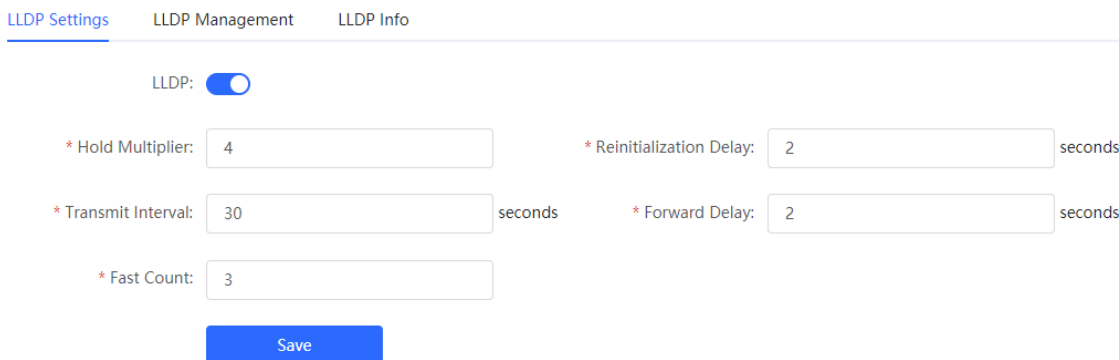 LLDP Settings LLDP Management LLDP Info
LLDP:
* Hold Multiplier: 4 * Reinitialization Delay: 2 seconds
* Transmit Interval: 30 seconds * Forward Delay: 2 seconds
* Fast Count: 3
Save